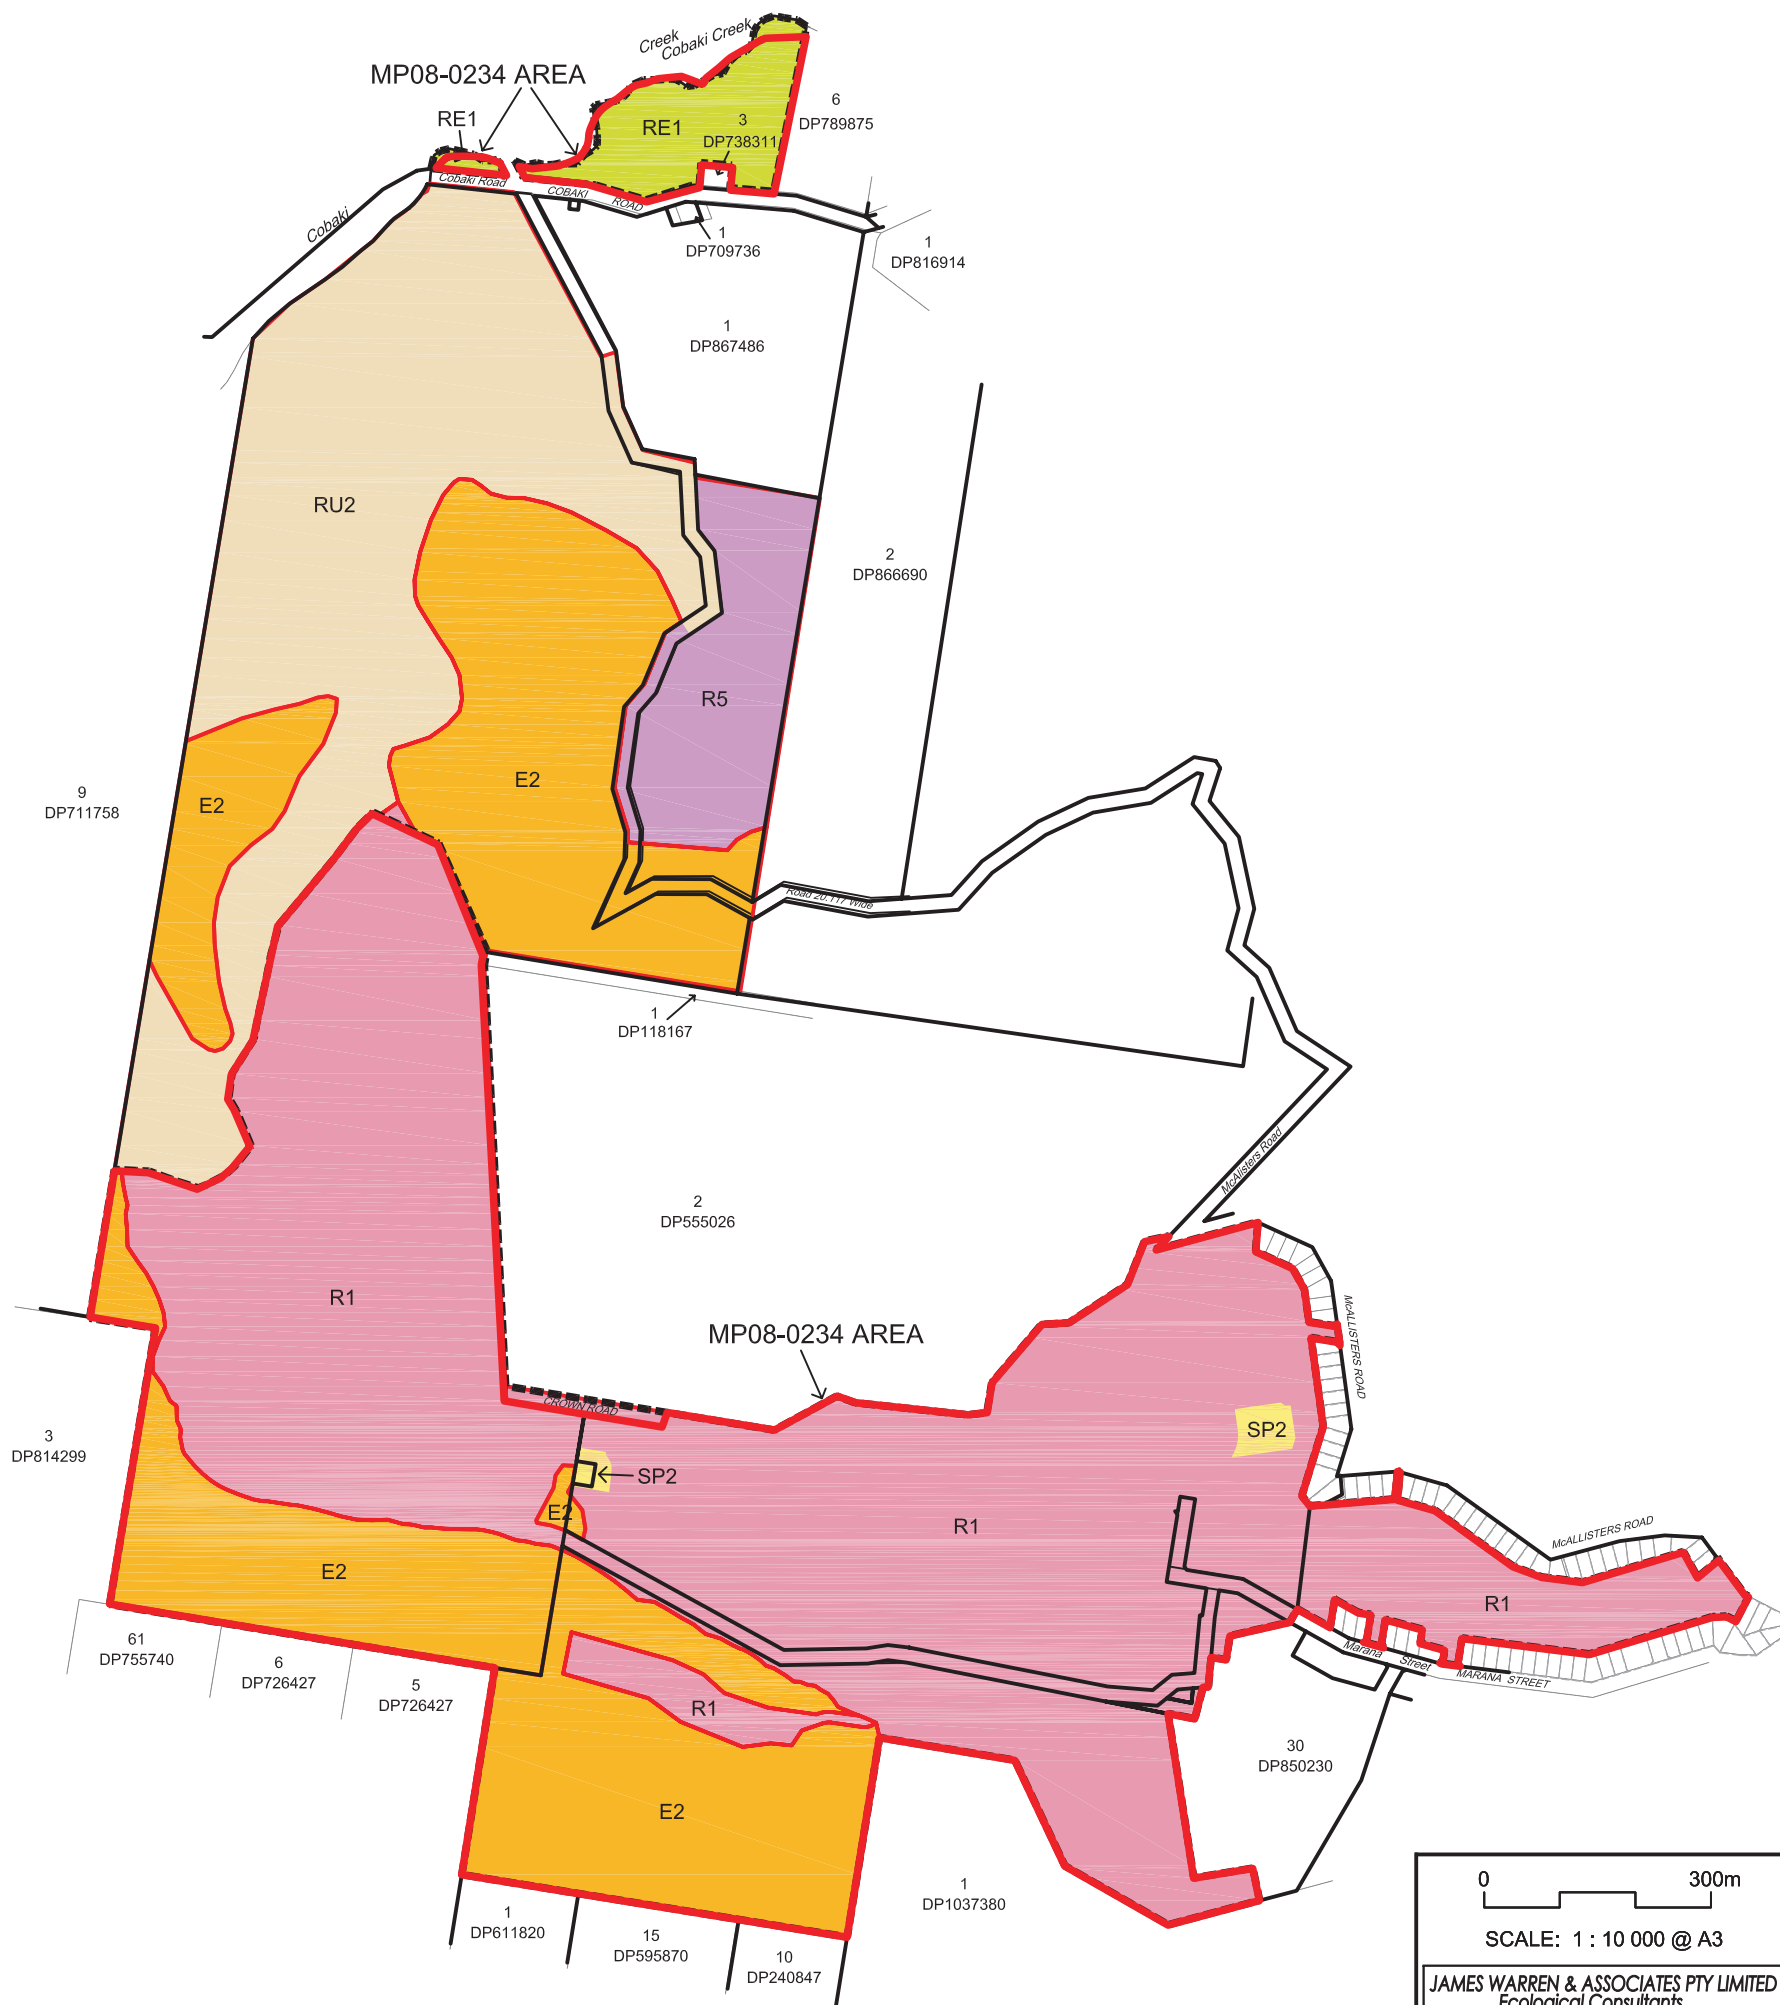 Creek
Cobaki Creek
MP08-0234 AREA
RE1
RE1
3
DP738311
6
DP789875
Cobaki Road
COBAKI
ROAD
Cobaki
1
DP709736
1
DP816914
1
DP867486
RU2
2
DP866690
R5
E2
E2
9
DP711758
Road 20.117 Wide
1
DP118167
McAlisters Road
2
DP555026
R1
MP08-0234 AREA
McALLISTERS ROAD
CROWN ROAD
SP2
3
DP814299
SP2
E2
R1
McALLISTERS ROAD
E2
R1
61
DP755740
6
DP726427
5
DP726427
Marana Street
MARANA STREET
R1
30
DP850230
E2
1
DP1037380
1
DP611820
15
DP595870
10
DP240847
0 300m
SCALE: 1 : 10 000 @ A3
JAMES WARREN & ASSOCIATES PTY LIMITED
Ecological Consultants